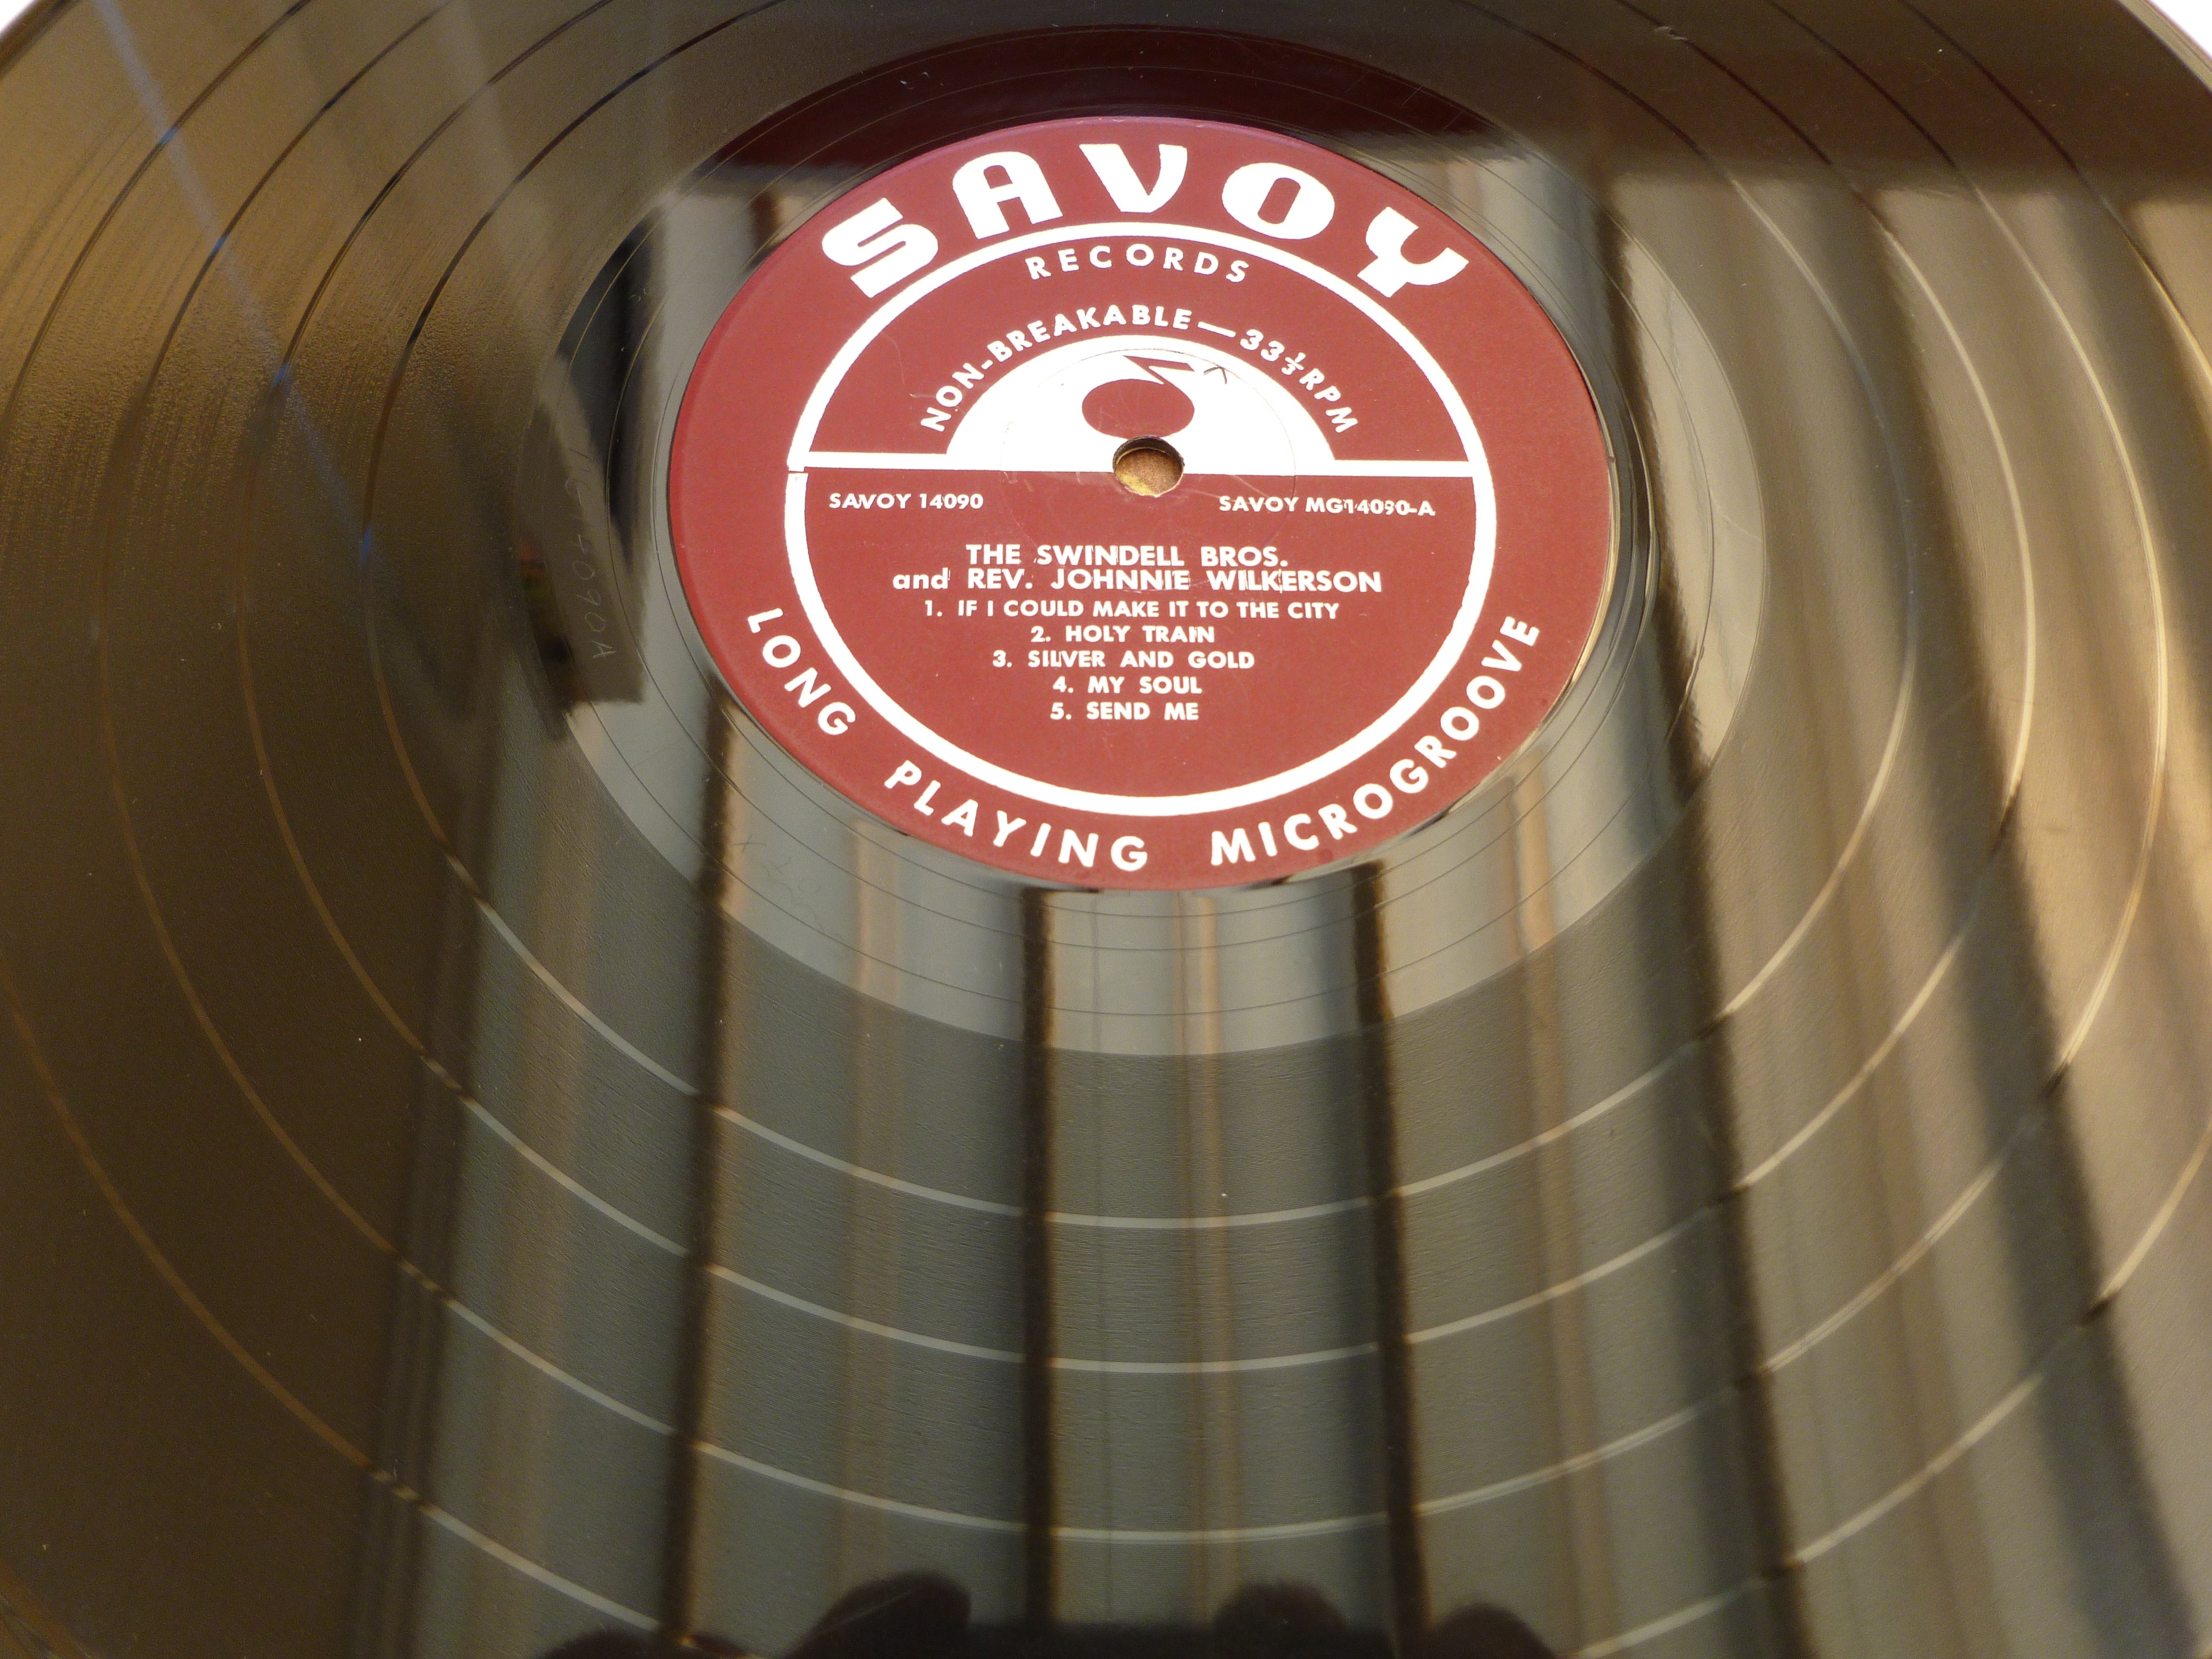 SAVOY
RECORDS
NON-BREAKABLE—33⅓RPM
SAVOY 14090
SAVOY MG14090-A
THE SWINDELL BROS.
and REV. JOHNNIE WILKERSON
1. IF I COULD MAKE IT TO THE CITY
2. HOLY TRAIN
3. SILVER AND GOLD
4. MY SOUL
5. SEND ME
LONG PLAYING MICROGROOVE